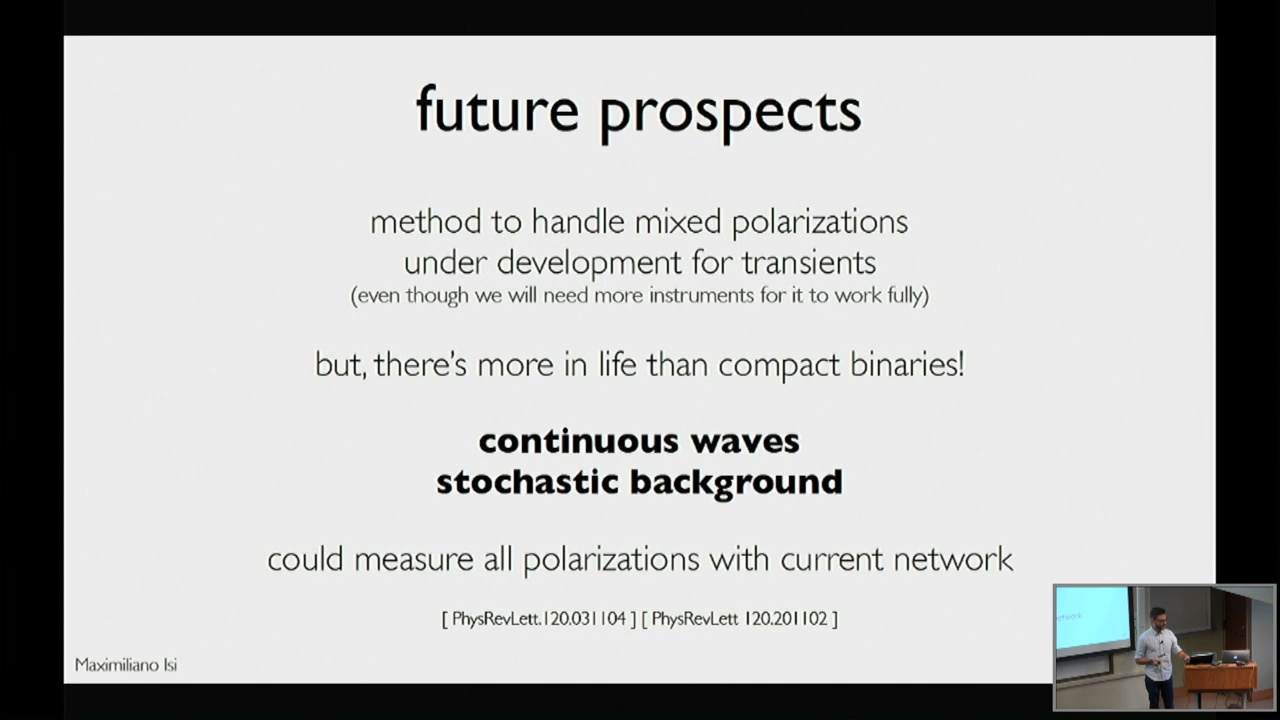 future prospects
method to handle mixed polarizations
under development for transients
(even though we will need more instruments for it to work fully)
but, there's more in life than compact binaries!
continuous waves
stochastic background
could measure all polarizations with current network
[ PhysRevLett.120.031104 ] [ PhysRevLett 120.201102 ]
Maximiliano Isi